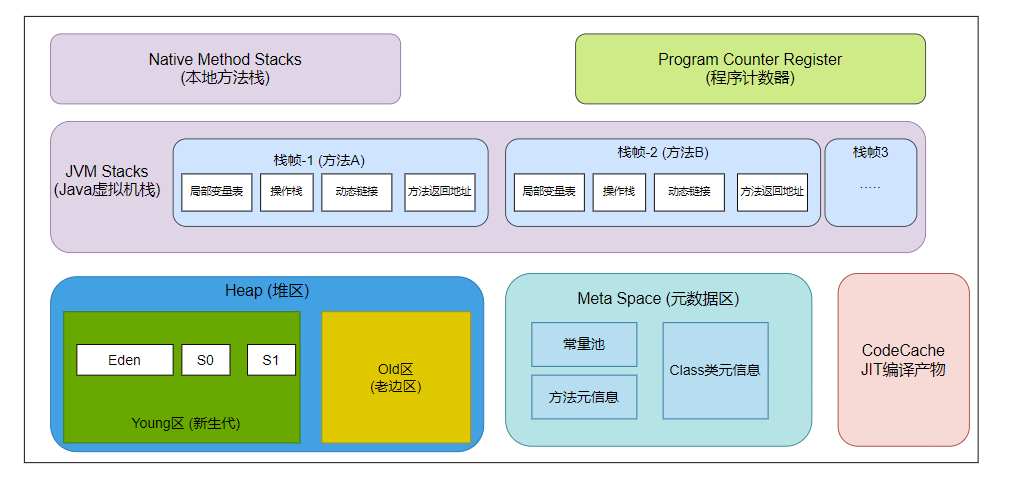 Native Method Stacks
(本地方法栈)
Program Counter Register
(程序计数器)
JVM Stacks
(Java虚拟机栈)
栈帧-1 (方法A)
局部变量表
操作栈
动态链接
方法返回地址
栈帧-2 (方法B)
局部变量表
操作栈
动态链接
方法返回地址
栈帧3
.....
Heap (堆区)
Eden
S0
S1
Young区 (新生代)
Old区
(老边区)
Meta Space (元数据区)
常量池
方法元信息
Class类元信息
CodeCache
JIT编译产物